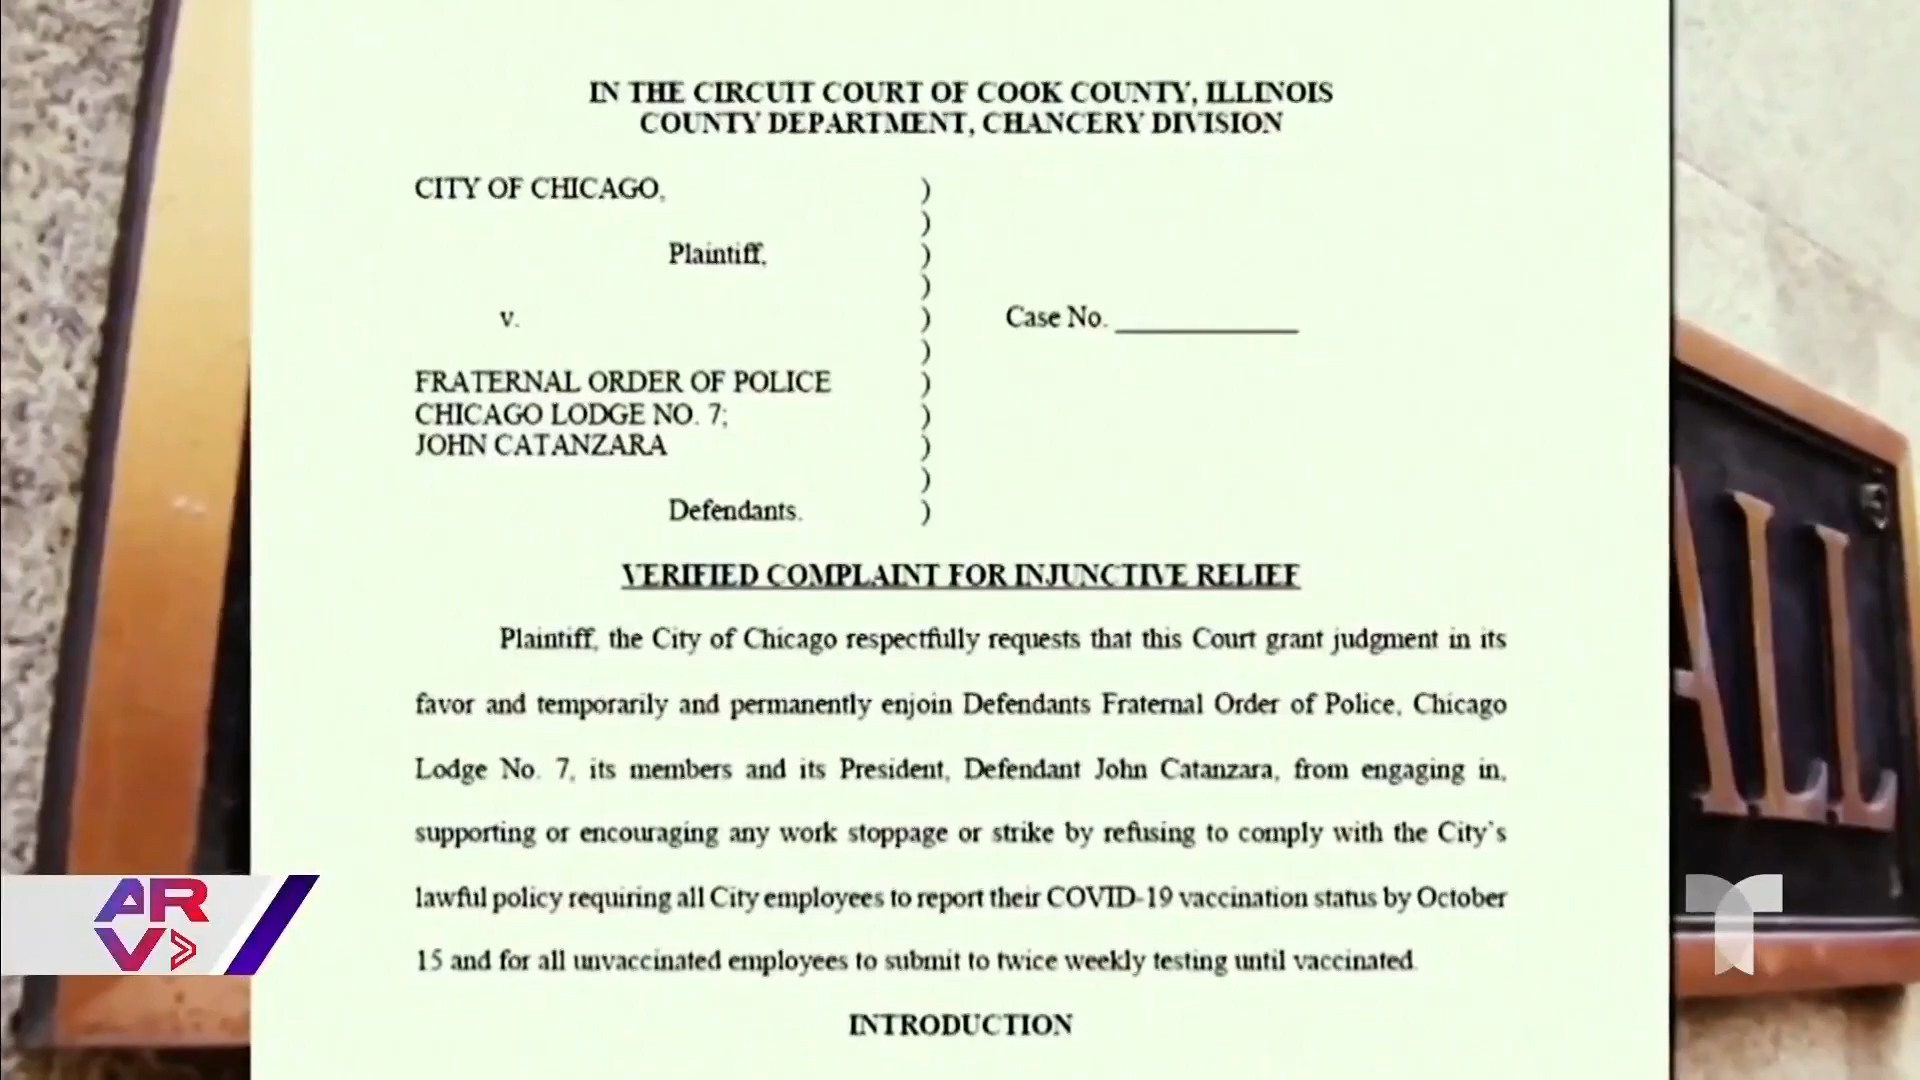 IN THE CIRCUIT COURT OF COOK COUNTY, ILLINOIS
COUNTY DEPARTMENT, CHANCERY DIVISION
CITY OF CHICAGO, )
)
Plaintiff, )
)
v. ) Case No. ____________
)
FRATERNAL ORDER OF POLICE )
CHICAGO LODGE NO. 7; )
JOHN CATANZARA )
)
Defendants. )
VERIFIED COMPLAINT FOR INJUNCTIVE RELIEF
Plaintiff, the City of Chicago respectfully requests that this Court grant judgment in its
favor and temporarily and permanently enjoin Defendants Fraternal Order of Police, Chicago
Lodge No. 7, its members and its President, Defendant John Catanzara, from engaging in,
supporting or encouraging any work stoppage or strike by refusing to comply with the City's
lawful policy requiring all City employees to report their COVID-19 vaccination status by October
15 and for all unvaccinated employees to submit to twice weekly testing until vaccinated.
INTRODUCTION
ALL
ARV
T